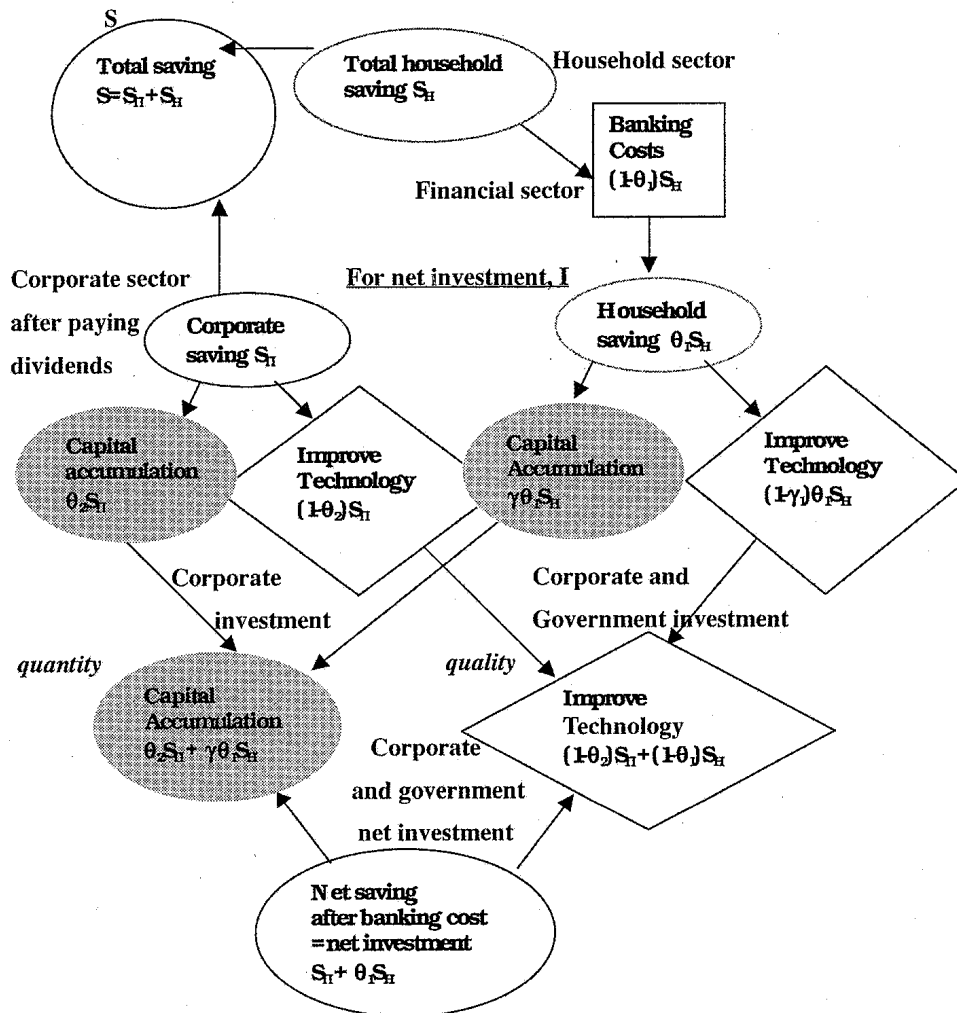 S
Total saving
S=SΠ+SH
Total household
saving SH
Household sector
Banking
Costs
(1-θ1)SH
Financial sector
Corporate sector
after paying
dividends
For net investment, I
Corporate
saving SΠ
Household
saving θ1SH
Capital
accumulation
θ2SΠ
Improve
Technology
(1-θ2)SΠ
Capital
Accumulation
γθ1SH
Improve
Technology
(1-γ1)θ1SH
Corporate
investment
Corporate and
Government investment
quantity
quality
Capital
Accumulation
θ2SΠ+ γθ1SH
Improve
Technology
(1-θ2)SΠ+(1-θ1)SH
Corporate
and government
net investment
Net saving
after banking cost
=net investment
SΠ+ θ1SH